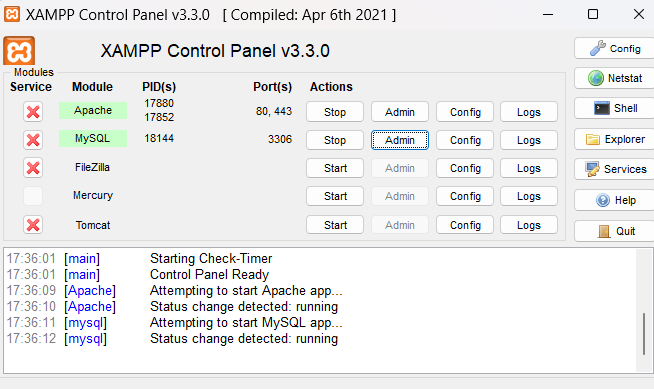 XAMPP Control Panel v3.3.0 [ Compiled: Apr 6th 2021 ]
XAMPP Control Panel v3.3.0
Config
Modules
Service Module PID(s) Port(s) Actions
Netstat
Apache 17880 17852 80, 443 Stop Admin Config Logs
Shell
MySQL 18144 3306 Stop Admin Config Logs
Explorer
FileZilla Start Admin Config Logs
Services
Mercury Start Admin Config Logs
Help
Tomcat Start Admin Config Logs
Quit
17:36:01 [main] Starting Check-Timer
17:36:01 [main] Control Panel Ready
17:36:09 [Apache] Attempting to start Apache app...
17:36:10 [Apache] Status change detected: running
17:36:11 [mysql] Attempting to start MySQL app...
17:36:12 [mysql] Status change detected: running